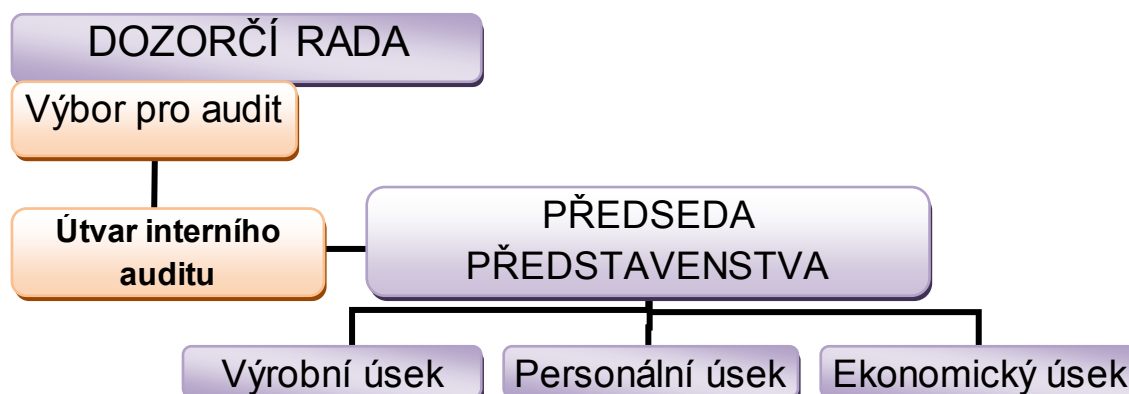 DOZORČÍ RADA
Výbor pro audit
Útvar interního
auditu
PŘEDSEDA
PŘEDSTAVENSTVA
Výrobní úsek
Personální úsek
Ekonomický úsek